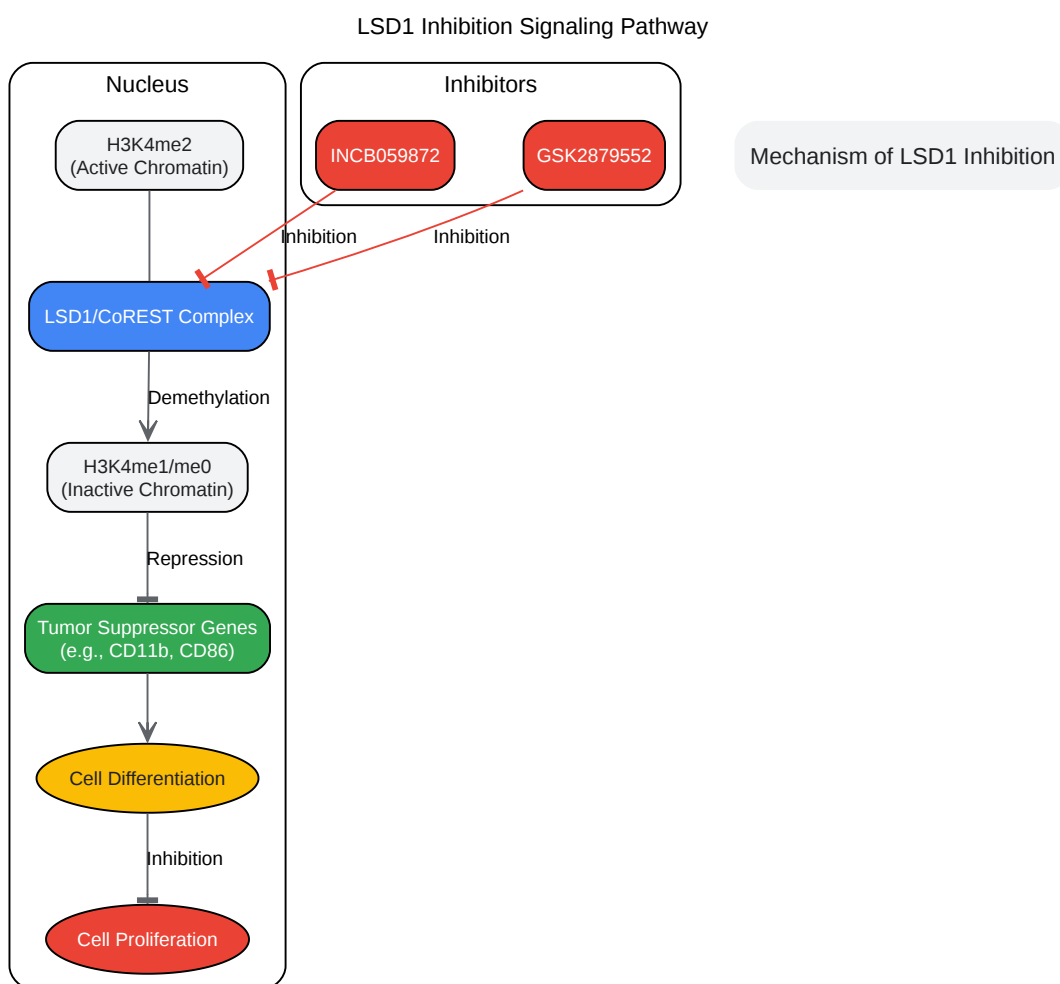 LSD1 Inhibition Signaling Pathway
Nucleus
Inhibitors
H3K4me2
(Active Chromatin)
INCB059872
GSK2879552
Mechanism of LSD1 Inhibition
Inhibition
Inhibition
LSD1/CoREST Complex
Demethylation
H3K4me1/me0
(Inactive Chromatin)
Repression
Tumor Suppressor Genes
(e.g., CD11b, CD86)
Cell Differentiation
Inhibition
Cell Proliferation